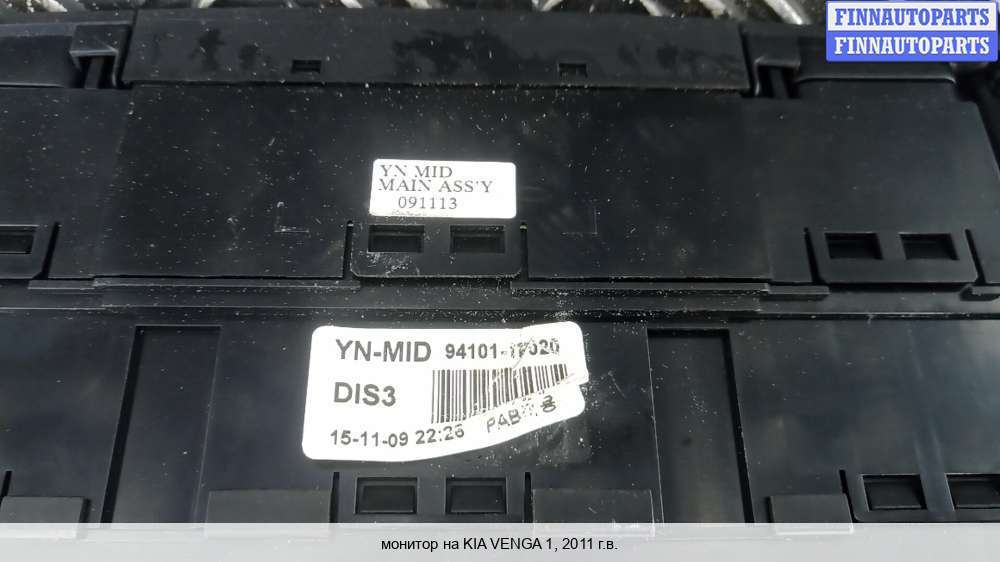 FINNAUTOPARTS
FINNAUTOPARTS
YN MID
MAIN ASS'Y
091113
YN-MID
DIS3
15-11-09 22:26
монитор на KIA VENGA 1, 2011 г.в.